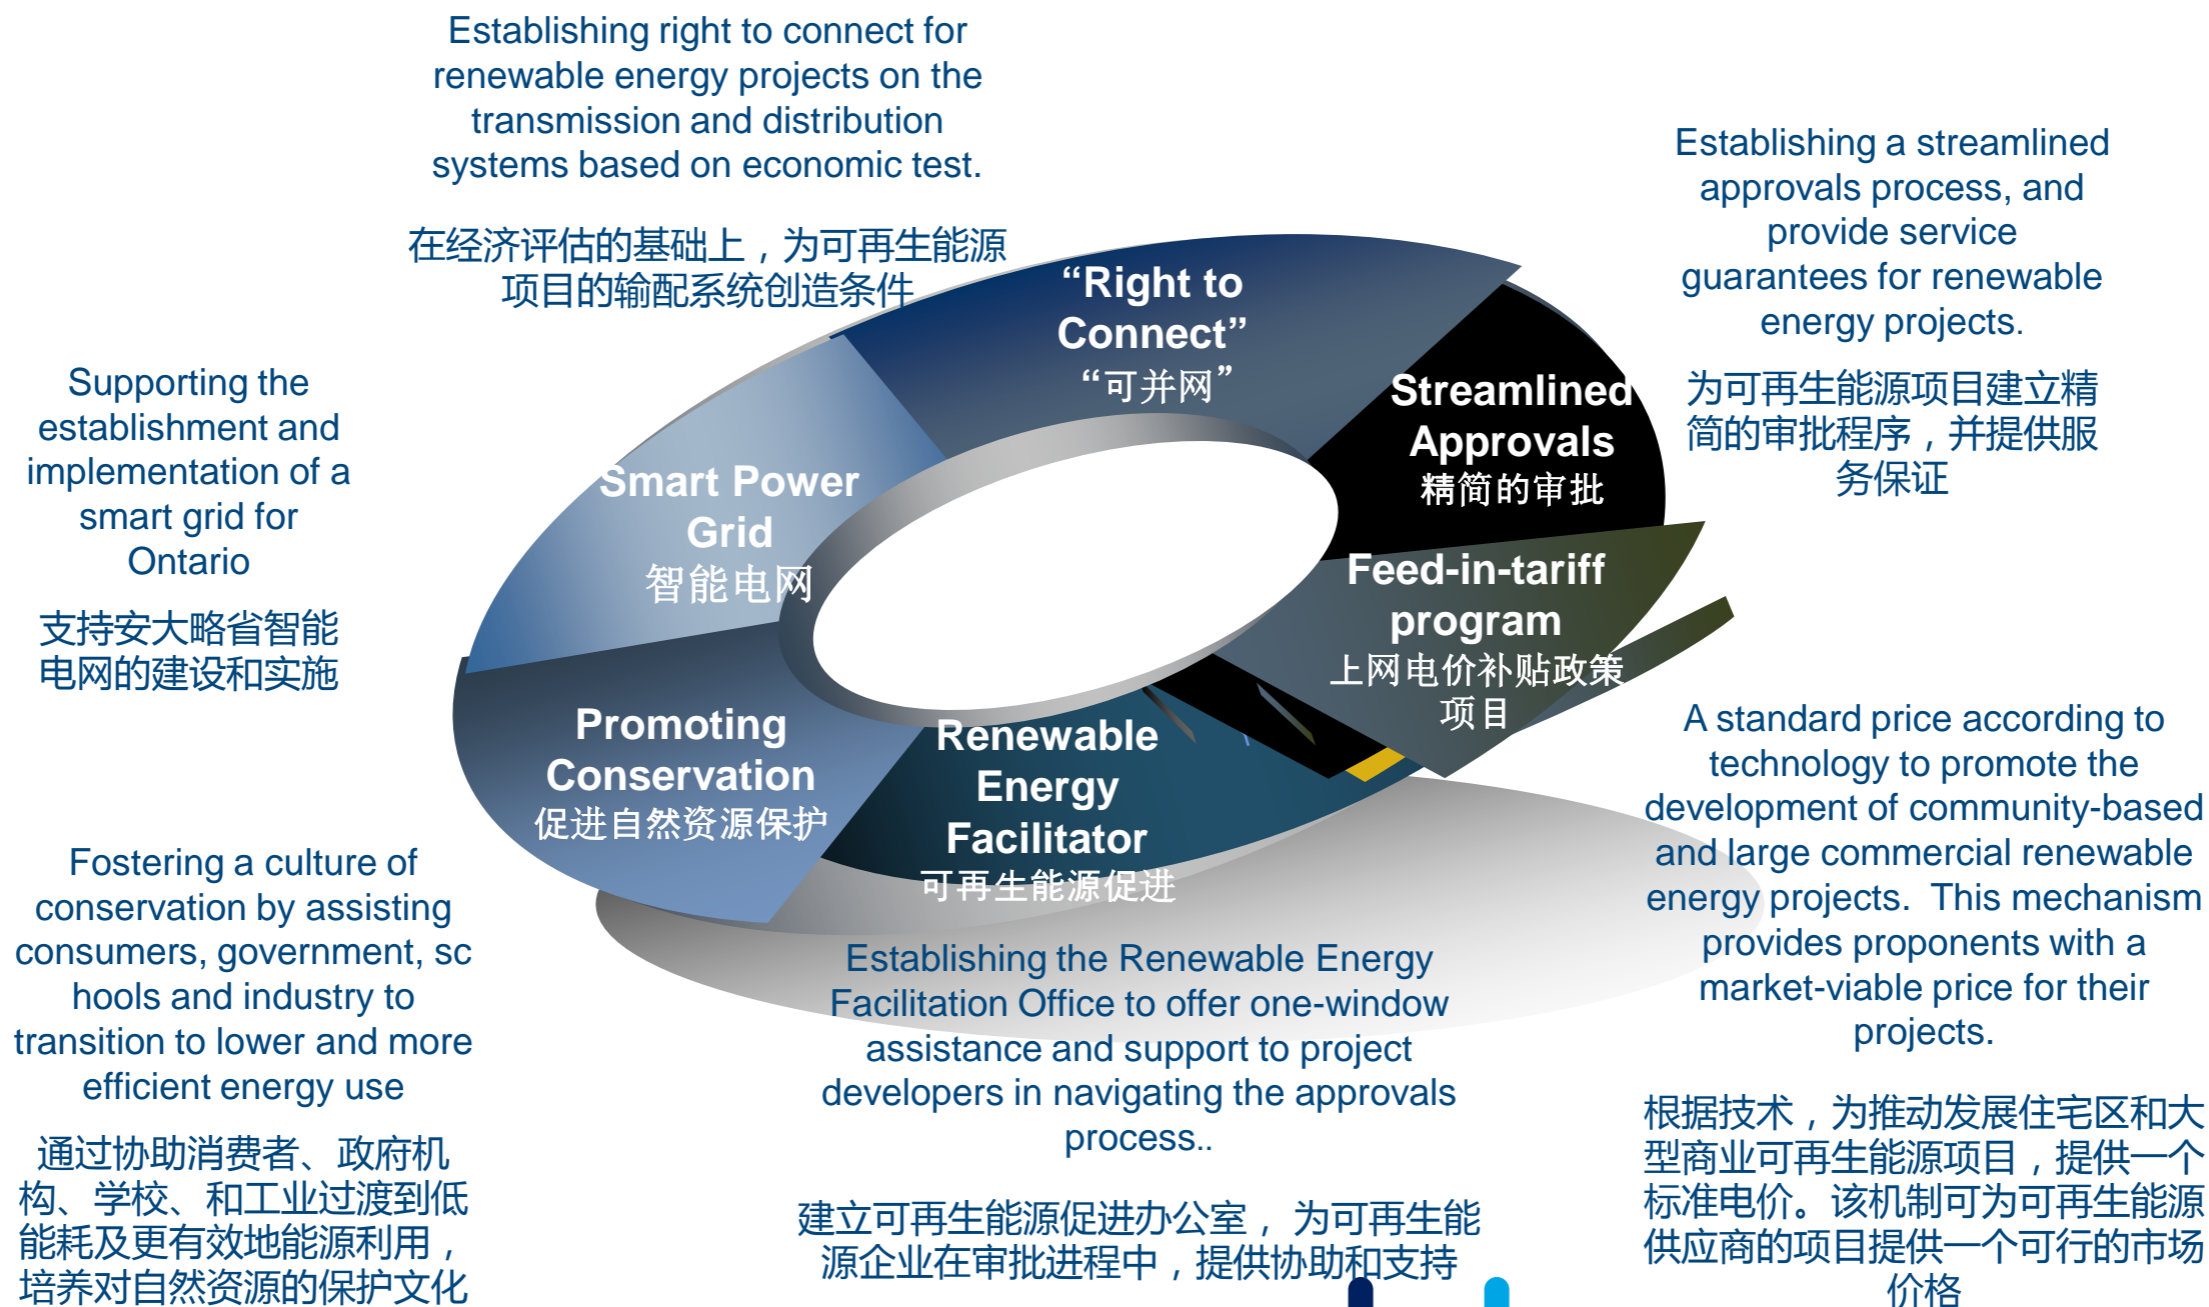 Establishing right to connect for
renewable energy projects on the
transmission and distribution
systems based on economic test.
在经济评估的基础上，为可再生能源
项目的输配系统创造条件
“Right to
Connect”
“可并网”
Establishing a streamlined
approvals process, and
provide service
guarantees for renewable
energy projects.
为可再生能源项目建立精
简的审批程序，并提供服
务保证
Streamlined
Approvals
精简的审批
Supporting the
establishment and
implementation of a
smart grid for
Ontario
支持安大略省智能
电网的建设和实施
Smart Power
Grid
智能电网
Feed-in-tariff
program
上网电价补贴政策
项目
A standard price according to
technology to promote the
development of community-based
and large commercial renewable
energy projects.  This mechanism
provides proponents with a
market-viable price for their
projects.
根据技术，为推动发展住宅区和大
型商业可再生能源项目，提供一个
标准电价。该机制可为可再生能源
供应商的项目提供一个可行的市场
价格
Promoting
Conservation
促进自然资源保护
Fostering a culture of
conservation by assisting
consumers, government, sc
hools and industry to
transition to lower and more
efficient energy use
通过协助消费者、政府机
构、学校、和工业过渡到低
能耗及更有效地能源利用，
培养对自然资源的保护文化
Renewable
Energy
Facilitator
可再生能源促进
Establishing the Renewable Energy
Facilitation Office to offer one-window
assistance and support to project
developers in navigating the approvals
process..
建立可再生能源促进办公室， 为可再生能
源企业在审批进程中，提供协助和支持